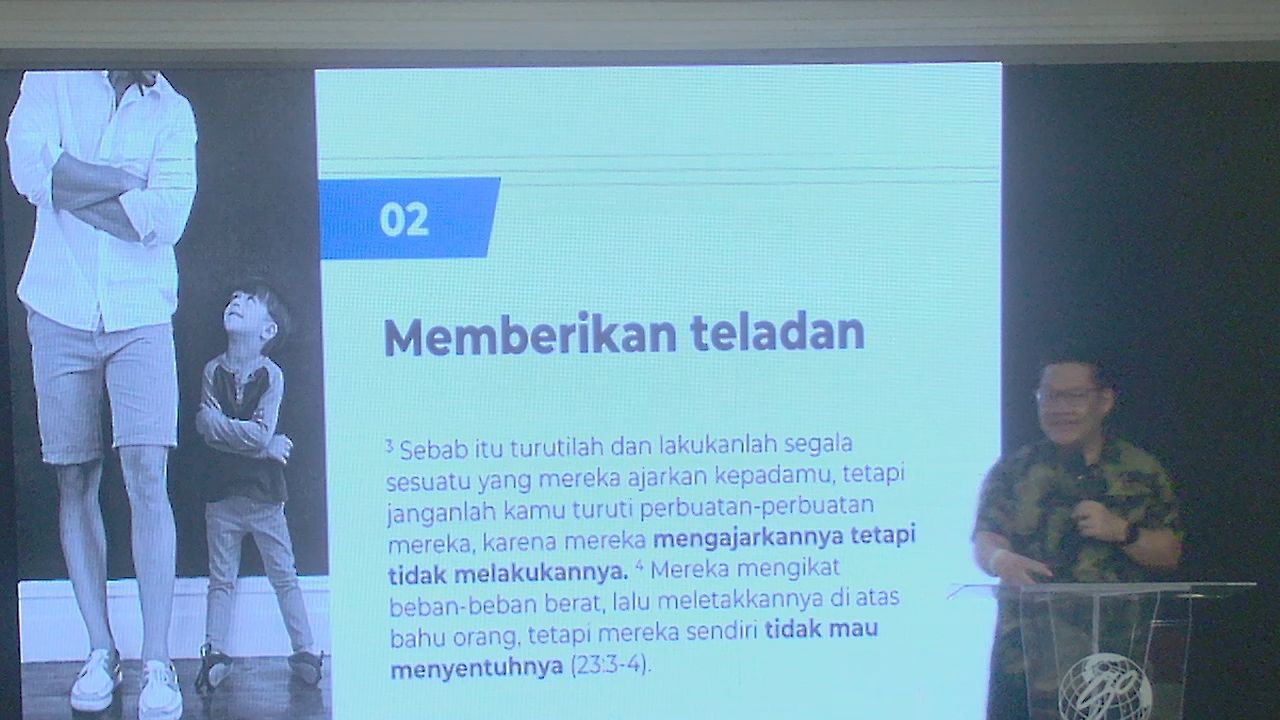 02
Memberikan teladan
³ Sebab itu turutilah dan lakukanlah segala
sesuatu yang mereka ajarkan kepadamu, tetapi
janganlah kamu turuti perbuatan-perbuatan
mereka, karena mereka mengajarkannya tetapi
tidak melakukannya. ⁴ Mereka mengikat
beban-beban berat, lalu meletakkannya di atas
bahu orang, tetapi mereka sendiri tidak mau
menyentuhnya (23:3-4).